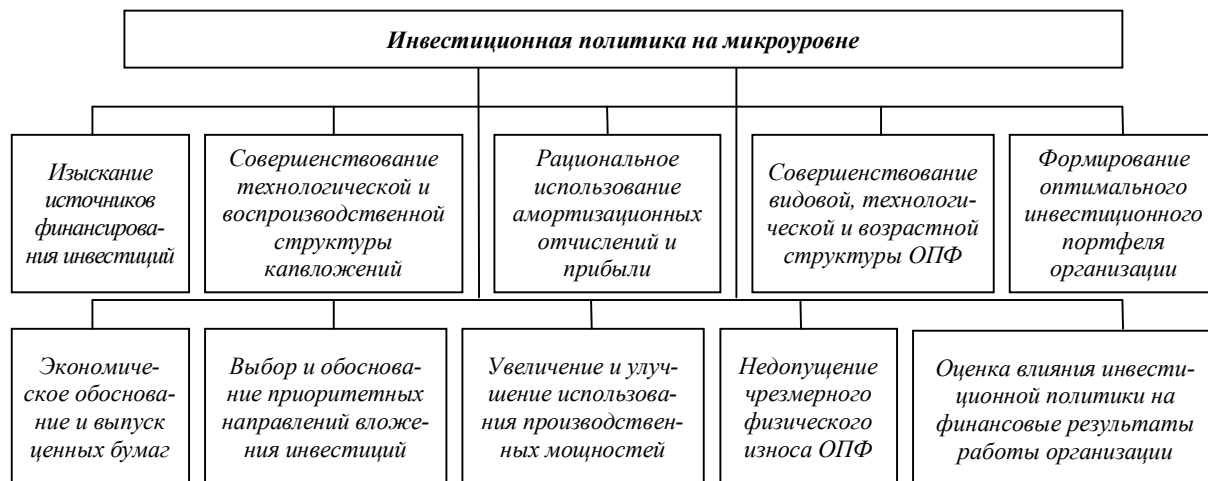 Инвестиционная политика на микроуровне
Изыскание
источников
финансирова-
ния инвестиций
Совершенствование
технологической и
воспроизводственной
структуры
капвложений
Рациональное
использование
амортизационных
отчислений и
прибыли
Совершенствование
видовой, технологи-
ческой и возрастной
структуры ОПФ
Формирование
оптимального
инвестиционного
портфеля
организации
Экономиче-
ское обоснова-
ние и выпуск
ценных бумаг
Выбор и обоснова-
ние приоритетных
направлений вложе-
ния инвестиций
Увеличение и улуч-
шение использова-
ния производствен-
ных мощностей
Недопущение
чрезмерного
физического
износа ОПФ
Оценка влияния инвести-
ционной политики на
финансовые результаты
работы организации